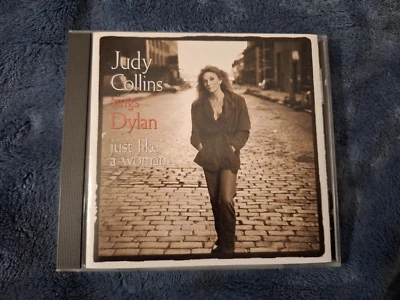 Judy
Collins
sings
Dylan
just like
a woman